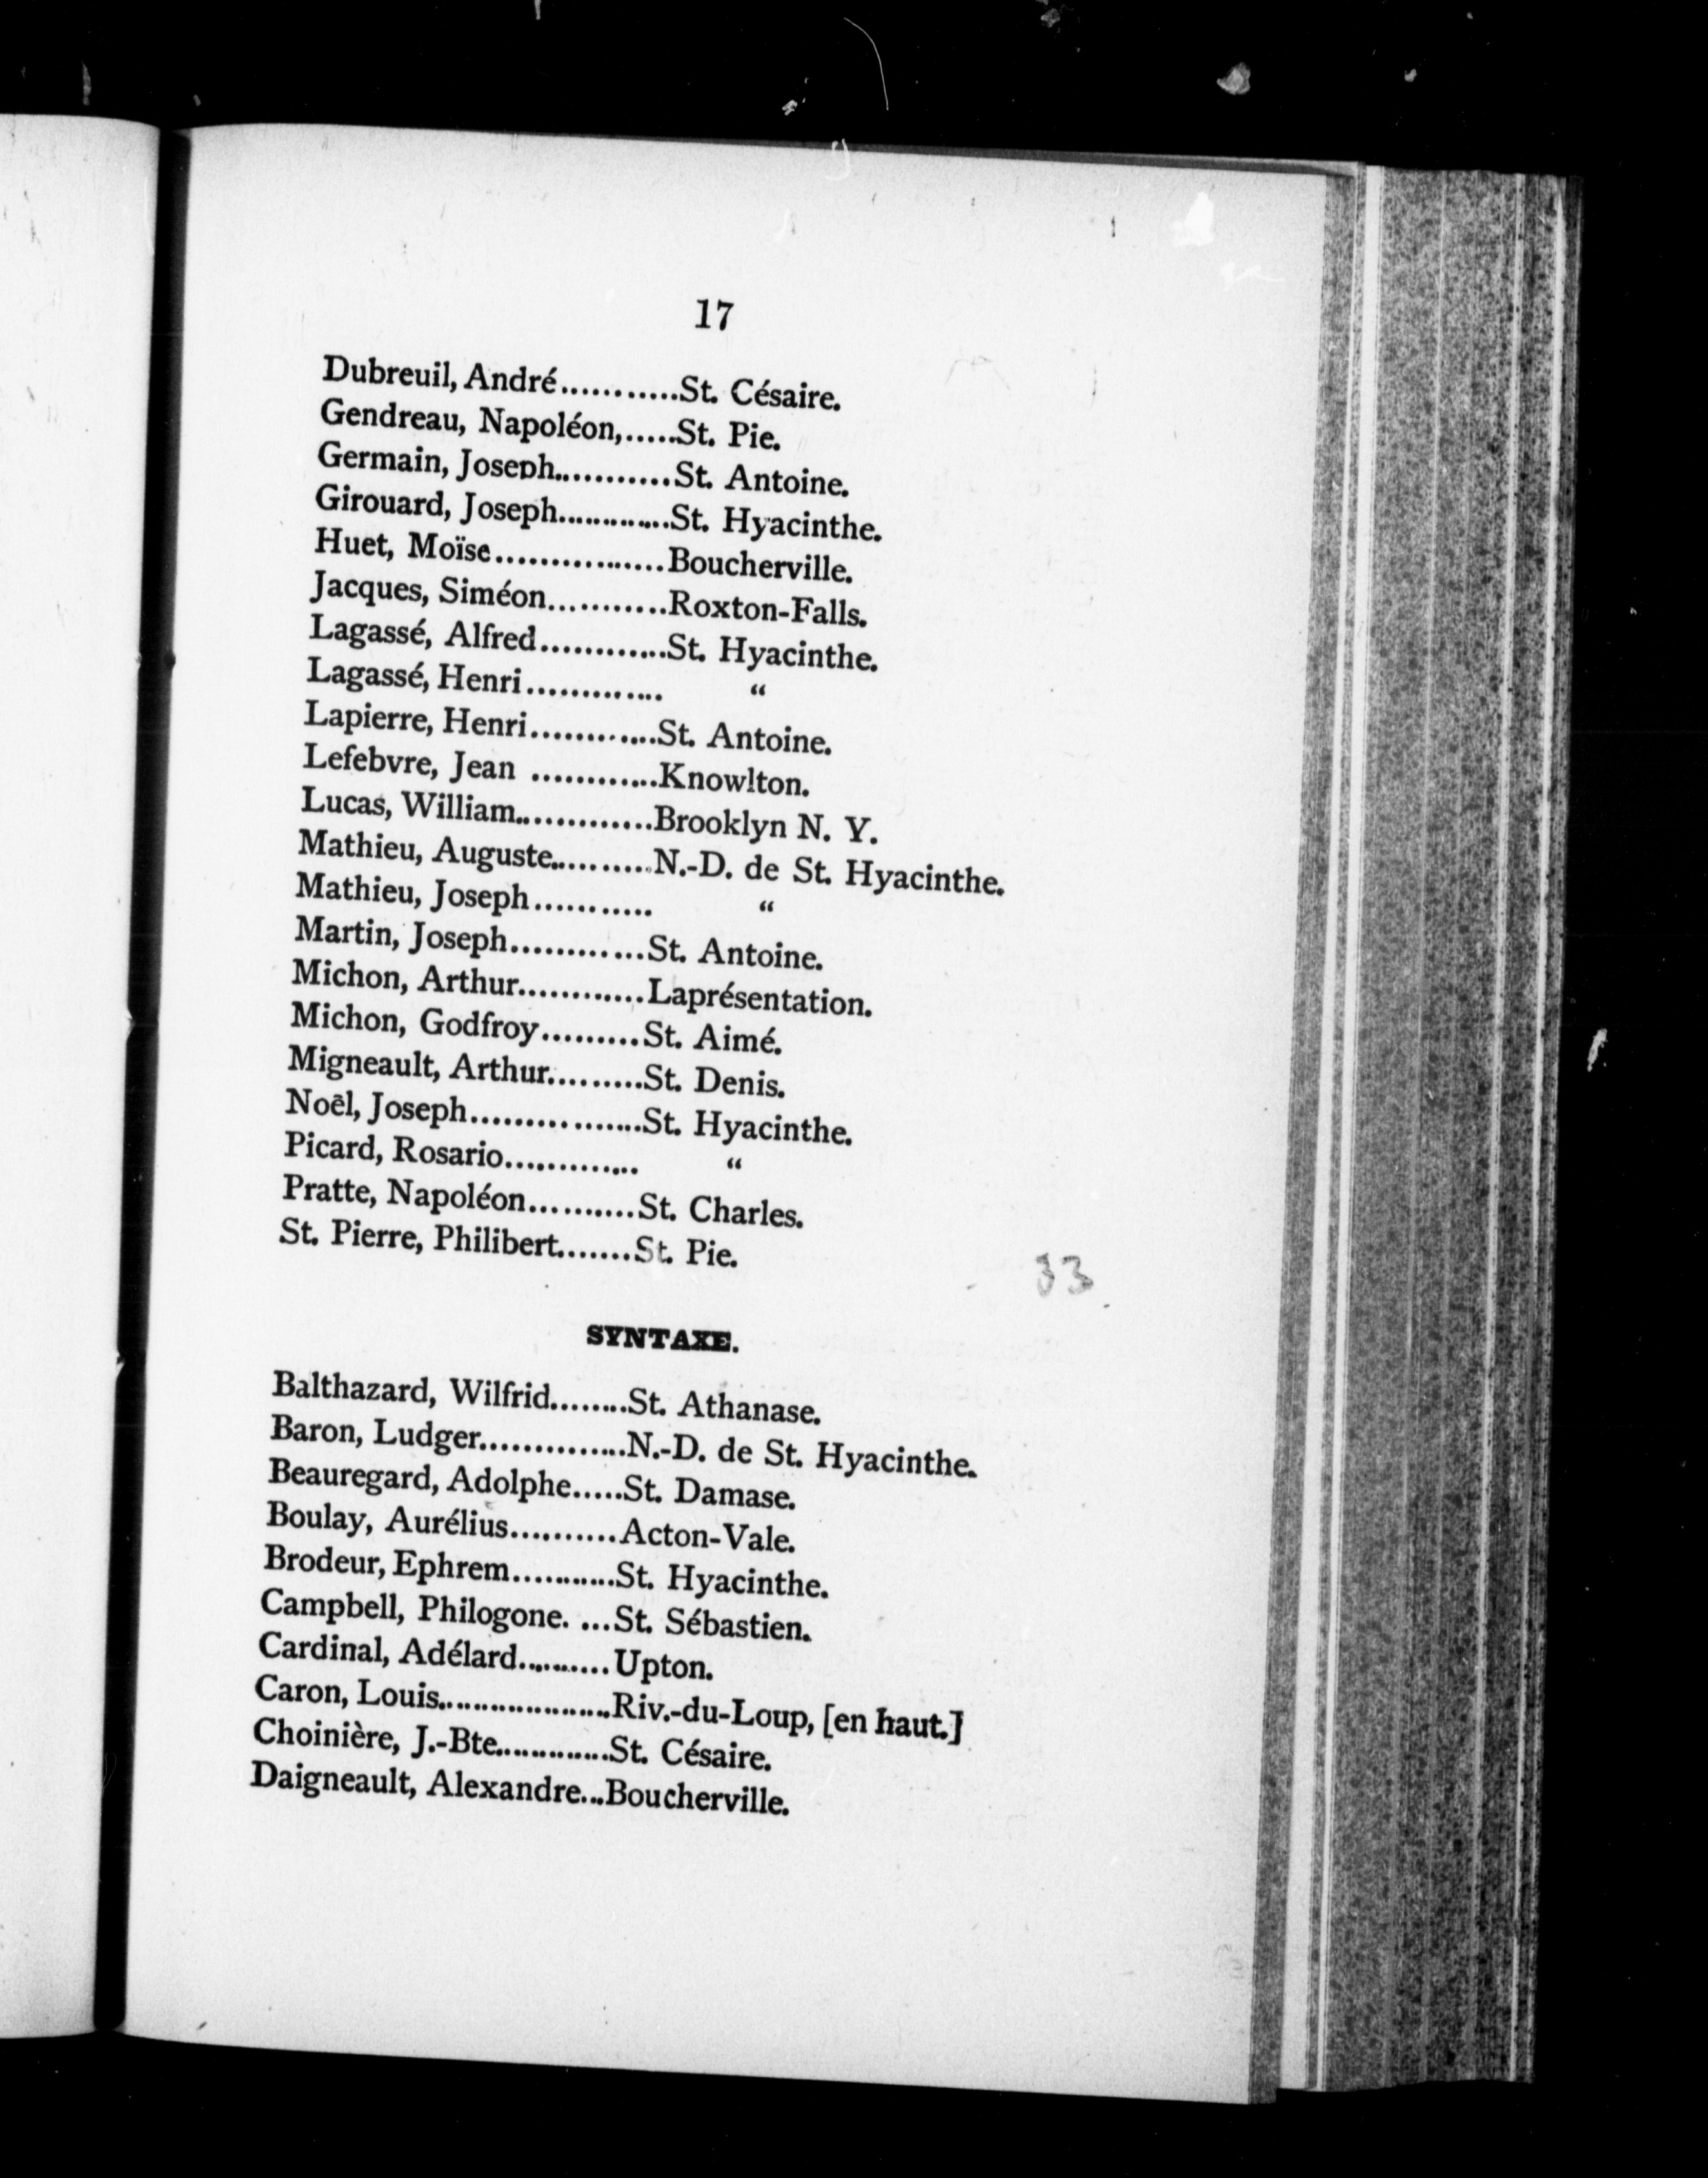 17
Dubreuil, André............St. Césaire.
Gendreau, Napoléon,.....St. Pie.
Germain, Joseph...........St. Antoine.
Girouard, Joseph.............St. Hyacinthe.
Huet, Moïse................Boucherville.
Jacques, Siméon...........Roxton-Falls.
Lagassé, Alfred............St. Hyacinthe.
Lagassé, Henri............. “
Lapierre, Henri............St. Antoine.
Lefebvre, Jean ............Knowlton.
Lucas, William.............Brooklyn N. Y.
Mathieu, Auguste..........N.-D. de St. Hyacinthe.
Mathieu, Joseph........... “
Martin, Joseph.............St. Antoine.
Michon, Arthur............Laprésentation.
Michon, Godfroy.........St. Aimé.
Migneault, Arthur.........St. Denis.
Noël, Joseph.................St. Hyacinthe.
Picard, Rosario............. “
Pratte, Napoléon..........St. Charles.
St. Pierre, Philibert.......St. Pie.
33
SYNTAXE.
Balthazard, Wilfrid........St. Athanase.
Baron, Ludger..............N.-D. de St. Hyacinthe.
Beauregard, Adolphe.....St. Damase.
Boulay, Aurélius..........Acton-Vale.
Brodeur, Ephrem...........St. Hyacinthe.
Campbell, Philogone. ...St. Sébastien.
Cardinal, Adélard..........Upton.
Caron, Louis...................Riv.-du-Loup, [en haut.]
Choinière, J.-Bte.............St. Césaire.
Daigneault, Alexandre...Boucherville.